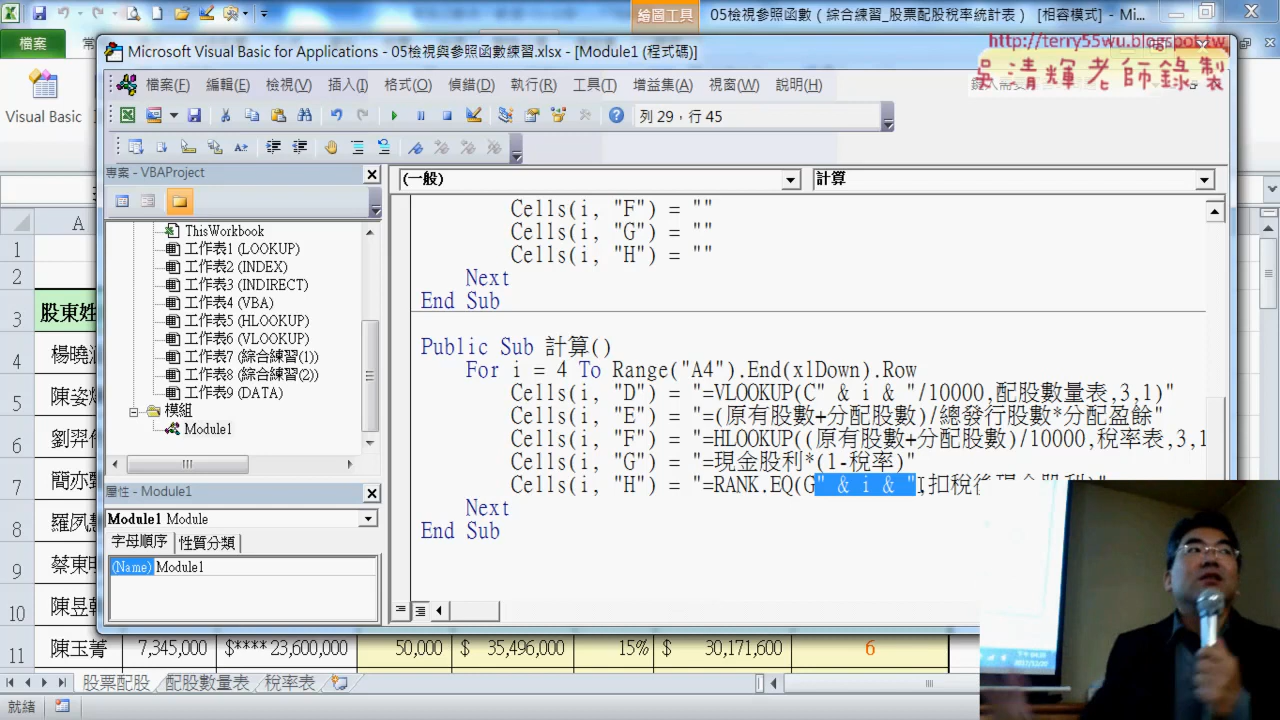 繪圖工具
05檢視參照函數（綜合練習_股票配股稅率統計表） [相容模式] - Mi...
檔案
常
Visual Basic
Microsoft Visual Basic for Applications - 05檢視與參照函數練習.xlsx - [Module1 (程式碼)]
http://terry55wu.blogspot.tw
吳清輝老師錄製
檔案(F) 編輯(E) 檢視(V) 插入(I) 格式(O) 偵錯(D) 執行(R) 工具(T) 增益集(A) 視窗(W) 說明(H)
列 29，行 45
專案 - VBAProject
(一般)
計算
ThisWorkbook
工作表1 (LOOKUP)
工作表2 (INDEX)
工作表3 (INDIRECT)
工作表4 (VBA)
工作表5 (HLOOKUP)
工作表6 (VLOOKUP)
工作表7 (綜合練習(1))
工作表8 (綜合練習(2))
工作表9 (DATA)
模組
Module1
屬性 - Module1
Module1 Module
字母順序 性質分類
(Name) Module1
Cells(i, "F") = ""
Cells(i, "G") = ""
Cells(i, "H") = ""
Next
End Sub
Public Sub 計算()
For i = 4 To Range("A4").End(xlDown).Row
Cells(i, "D") = "=VLOOKUP(C" & i & "/10000,配股數量表,3,1)"
Cells(i, "E") = "=(原有股數+分配股數)/總發行股數*分配盈餘"
Cells(i, "F") = "=HLOOKUP((原有股數+分配股數)/10000,稅率表,3,1
Cells(i, "G") = "=現金股利*(1-稅率)"
Cells(i, "H") = "=RANK.EQ(G" & i & ",扣稅後現金股利)"
Next
End Sub
A
1
2
3 股東姓
4 楊曉
5 陳姿
6 劉羿
7 簡亦
8 羅夙
9 蔡東
10 陳昱
11 陳玉菁 7,345,000 $**** 23,600,000 50,000 $ 35,496,000 15% $ 30,171,600 6
股票配股 配股數量表 稅率表
就緒